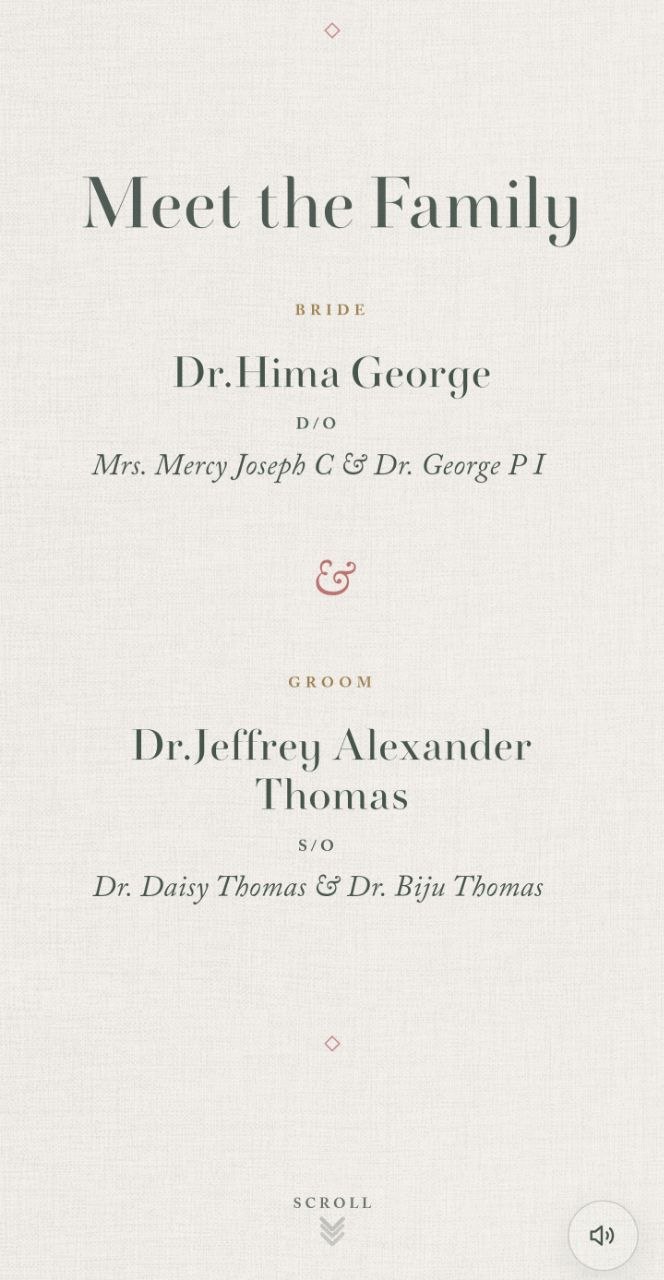 Meet the Family
BRIDE
Dr.Hima George
D/O
Mrs. Mercy Joseph C & Dr. George P I
&
GROOM
Dr.Jeffrey Alexander
Thomas
S/O
Dr. Daisy Thomas & Dr. Biju Thomas
SCROLL